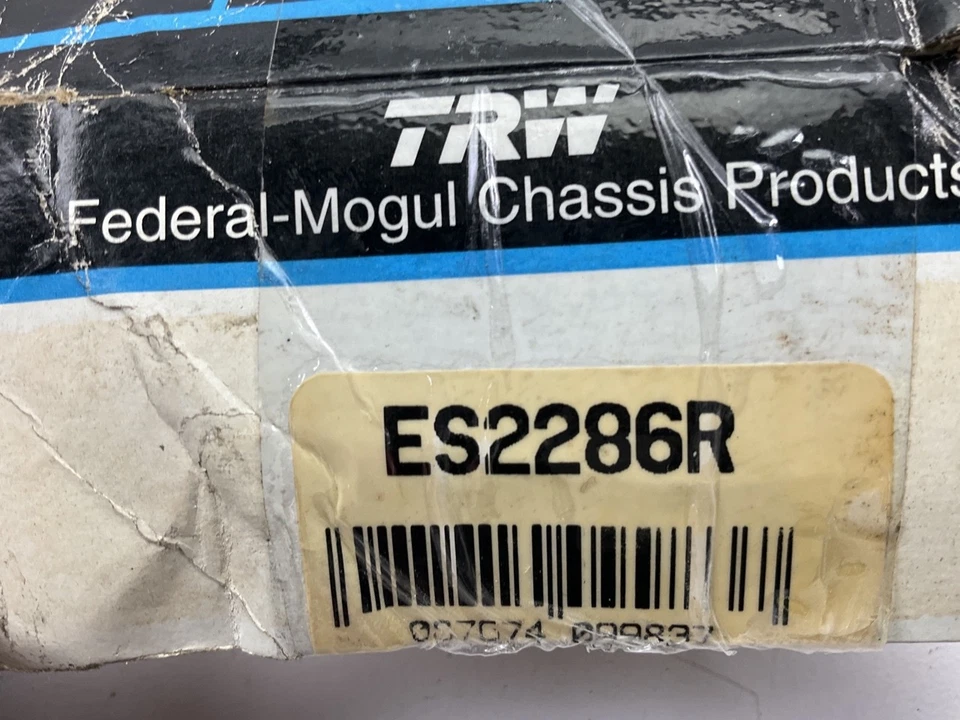 TRW
Federal-Mogul Chassis Products
ES2286R